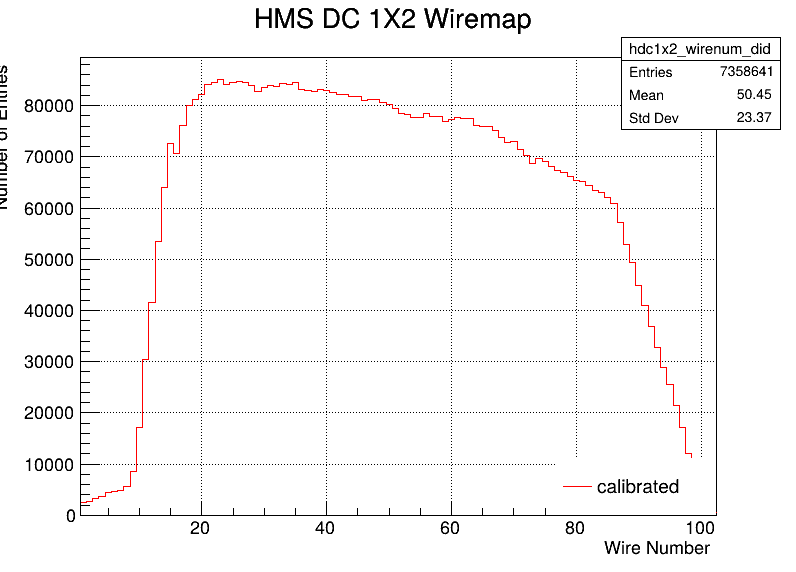 HMS DC 1X2 Wiremap
hdc1x2_wirenum_did
Entries 7358641
Mean 50.45
Std Dev 23.37
Number of Entries
80000
70000
60000
50000
40000
30000
20000
10000
0
calibrated
20 40 60 80 100
Wire Number